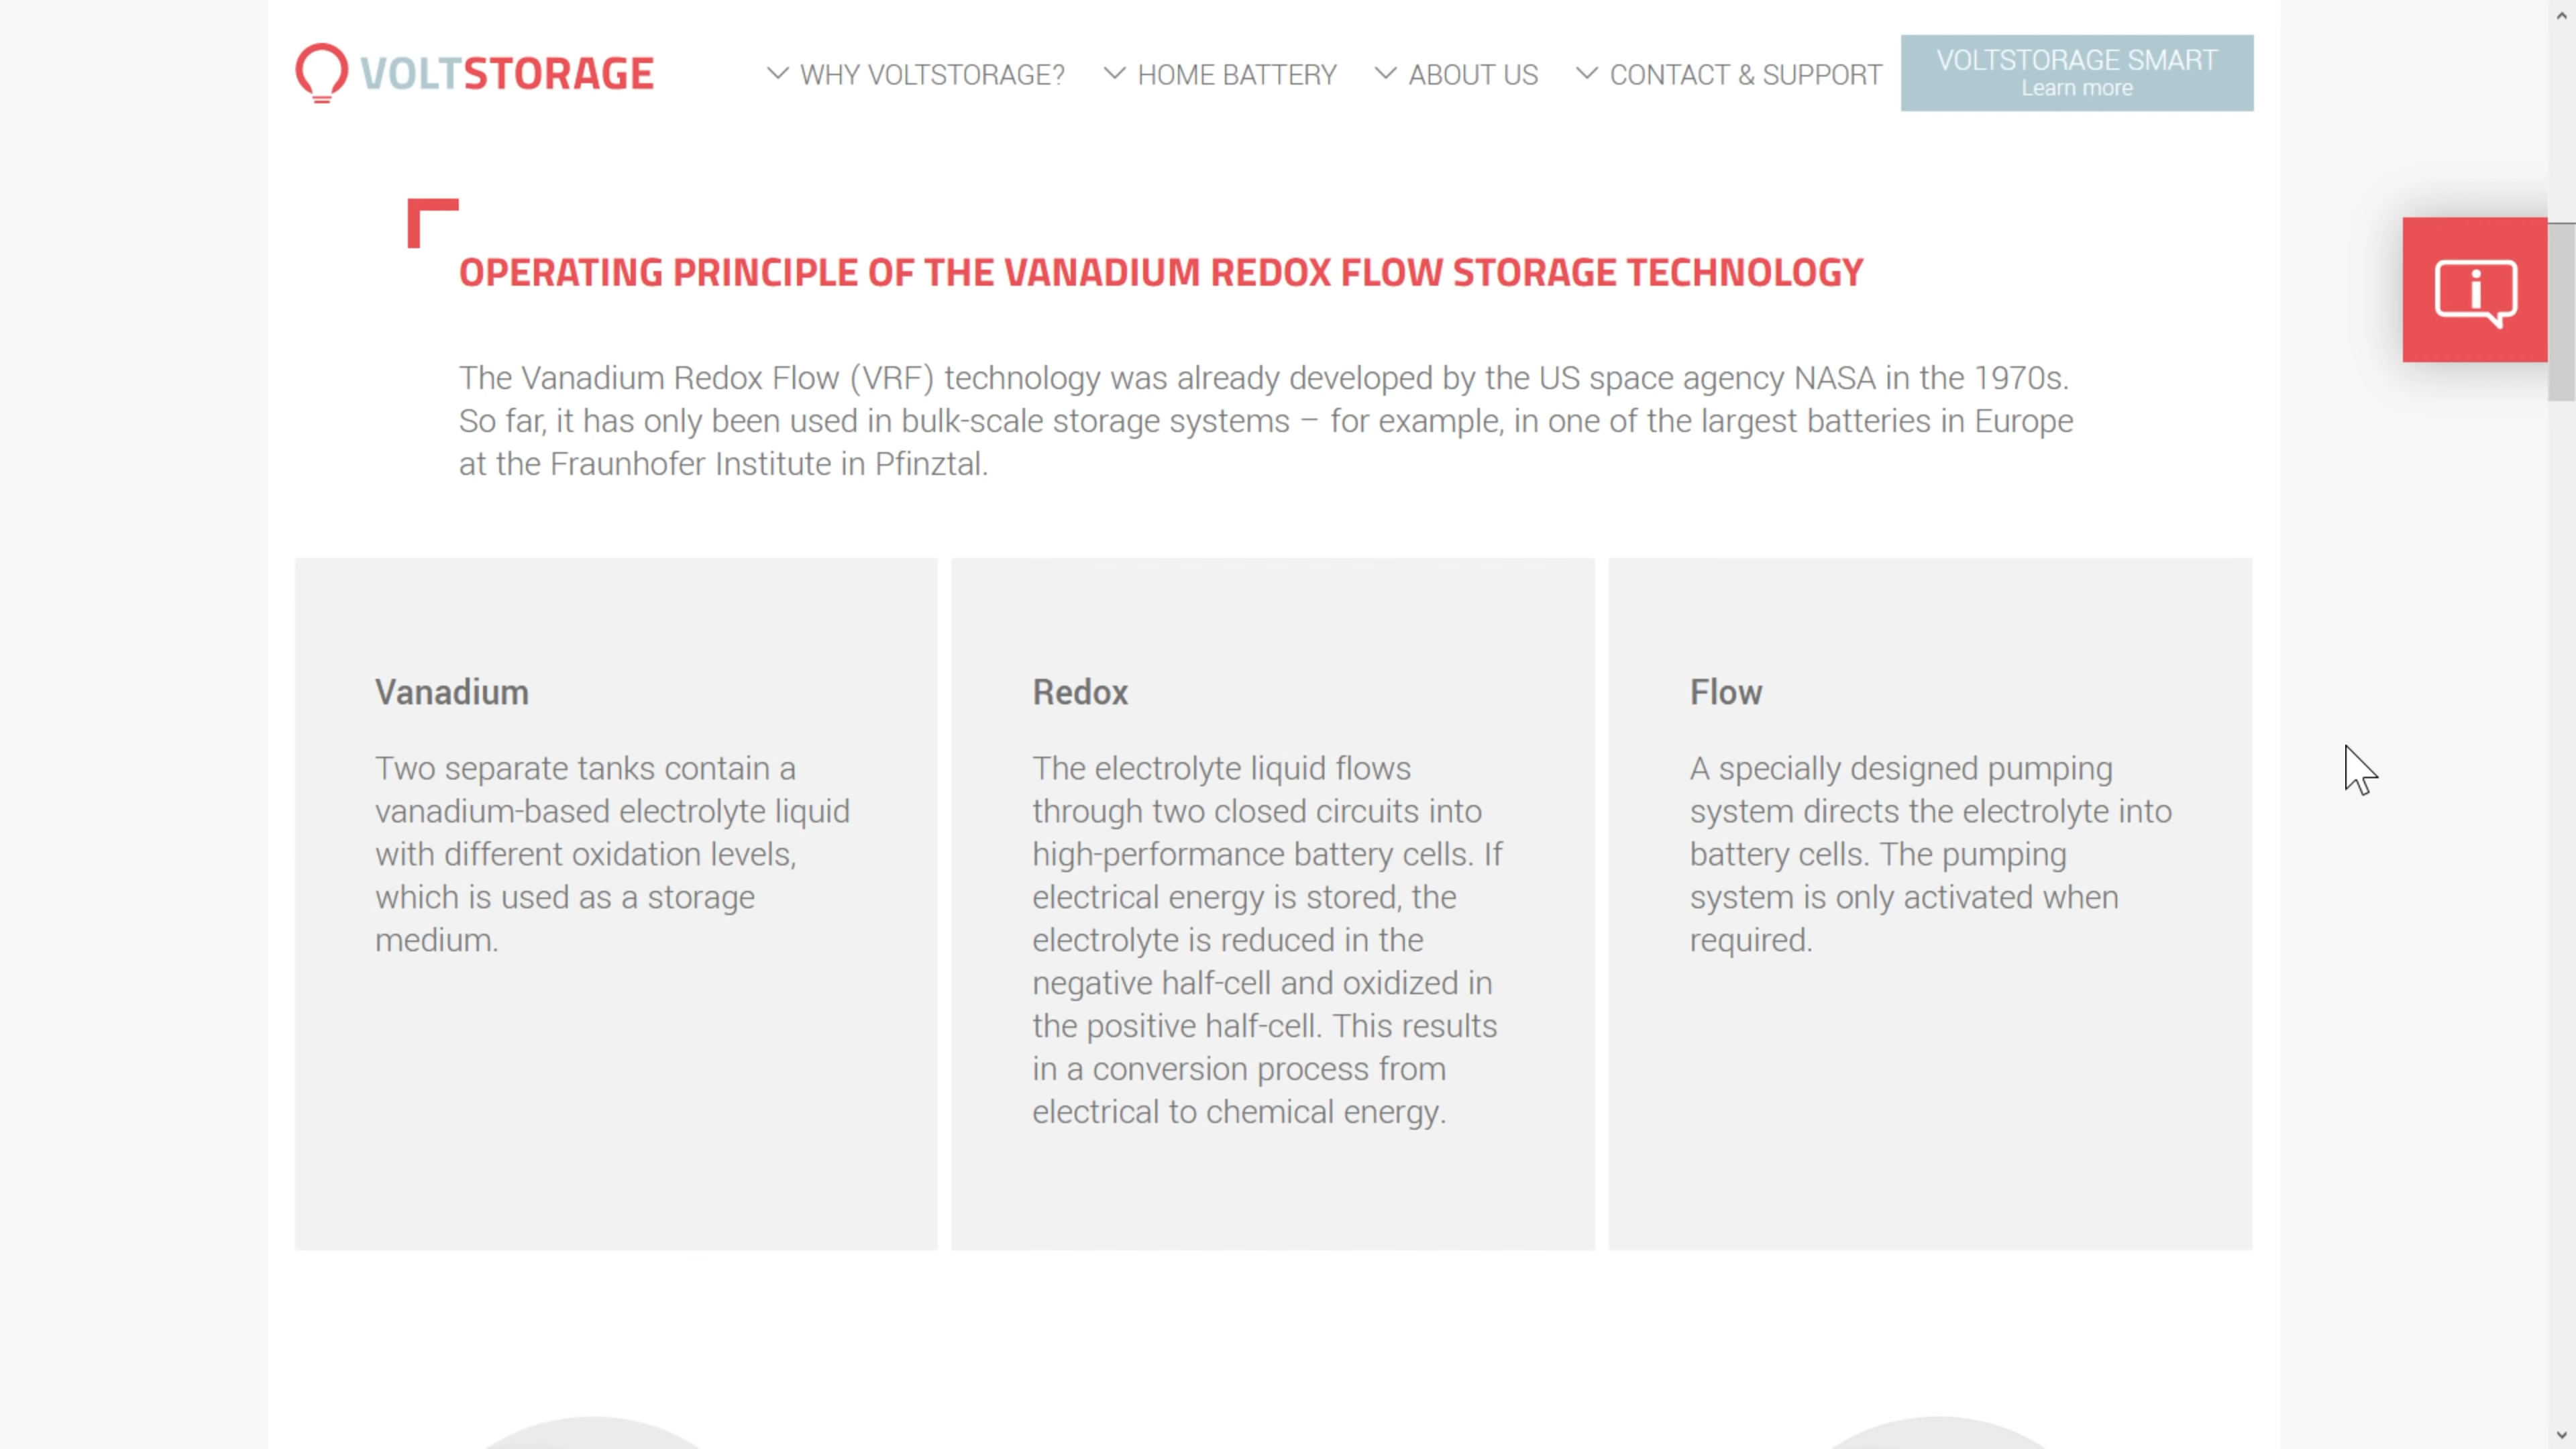 VOLTSTORAGE
WHY VOLTSTORAGE?
HOME BATTERY
ABOUT US
CONTACT & SUPPORT
VOLTSTORAGE SMART
Learn more
OPERATING PRINCIPLE OF THE VANADIUM REDOX FLOW STORAGE TECHNOLOGY
The Vanadium Redox Flow (VRF) technology was already developed by the US space agency NASA in the 1970s.
So far, it has only been used in bulk-scale storage systems – for example, in one of the largest batteries in Europe
at the Fraunhofer Institute in Pfinztal.
Vanadium
Two separate tanks contain a
vanadium-based electrolyte liquid
with different oxidation levels,
which is used as a storage
medium.
Redox
The electrolyte liquid flows
through two closed circuits into
high-performance battery cells. If
electrical energy is stored, the
electrolyte is reduced in the
negative half-cell and oxidized in
the positive half-cell. This results
in a conversion process from
electrical to chemical energy.
Flow
A specially designed pumping
system directs the electrolyte into
battery cells. The pumping
system is only activated when
required.